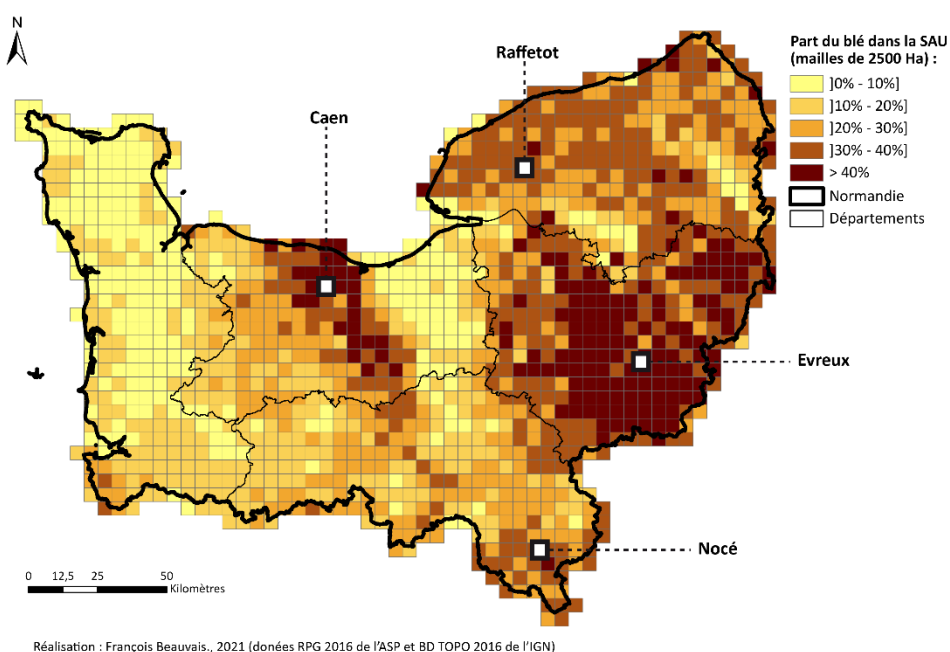 N
Raffetot
Caen
Part du blé dans la SAU
(mailles de 2500 Ha) :
]0% - 10%]
]10% - 20%]
]20% - 30%]
]30% - 40%]
> 40%
Normandie
Départements
Evreux
Nocé
0 12,5 25 50
Kilomètres
Réalisation : François Beauvais., 2021 (donées RPG 2016 de l'ASP et BD TOPO 2016 de l'IGN)